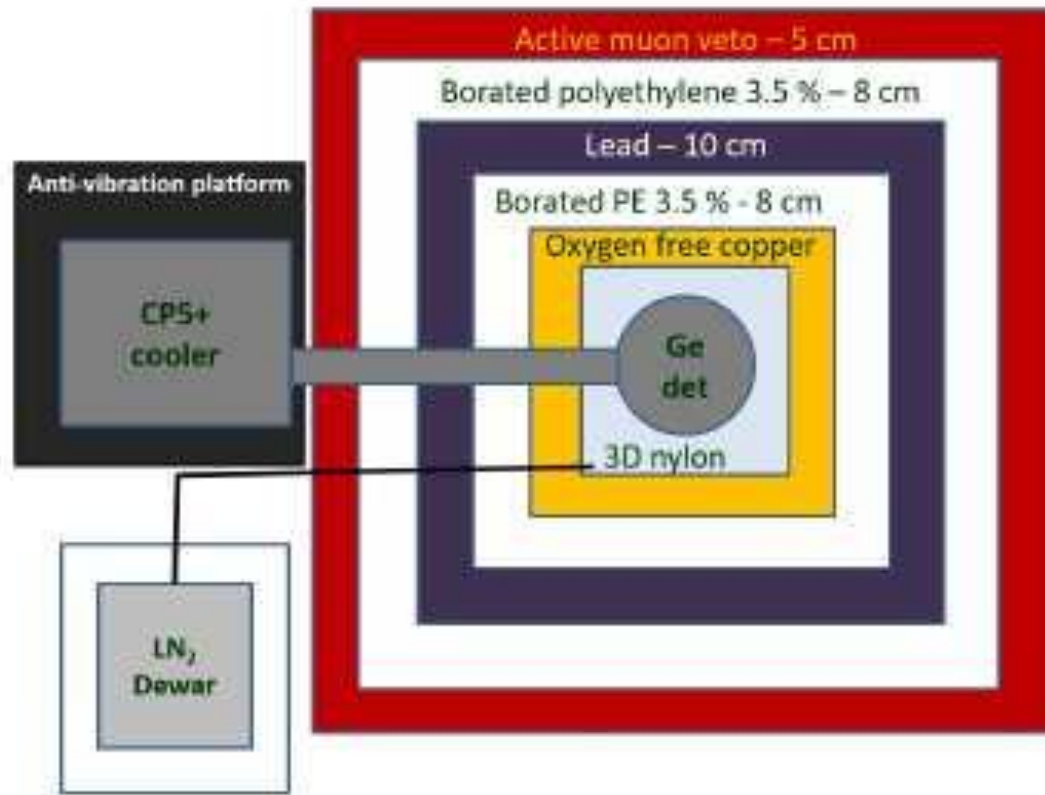 Active muon veto – 5 cm
Borated polyethylene 3.5 % – 8 cm
Lead – 10 cm
Anti-vibration platform
Borated PE 3.5 % - 8 cm
Oxygen free copper
CP5+
cooler
Ge
det
3D nylon
LN₂
Dewar